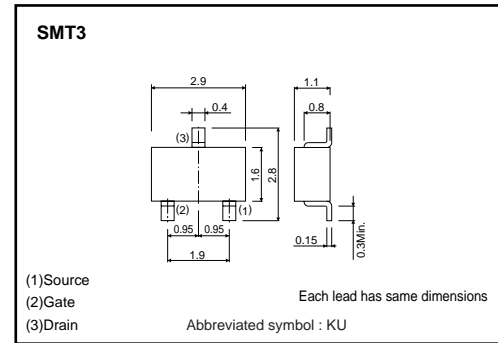 SMT3
2.9
1.1
0.4
0.8
(3)
1.6
2.8
(2)
(1)
0.95
0.95
0.15
0.3Min.
1.9
(1)Source
(2)Gate
Each lead has same dimensions
(3)Drain
Abbreviated symbol : KU